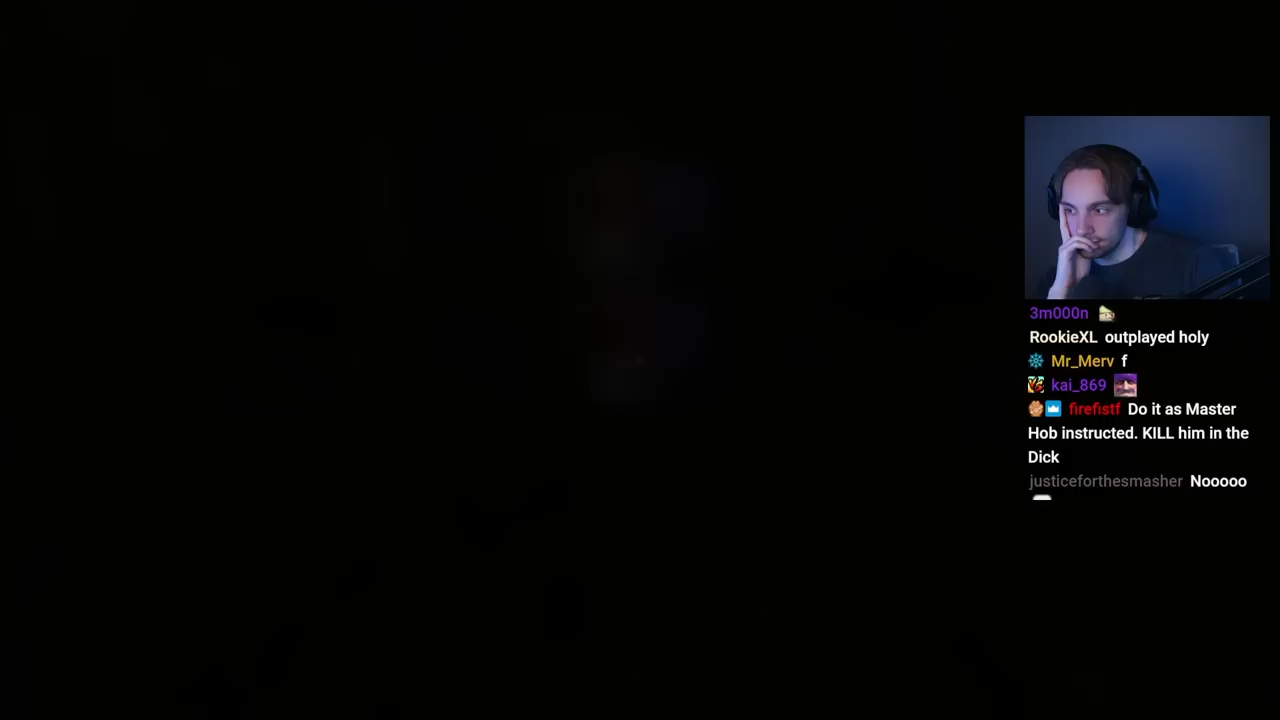 3m000n
RookieXL outplayed holy
Mr_Merv f
kai_869
firefistf Do it as Master
Hob instructed. KILL him in the
Dick
justiceforthesmasher Nooooo